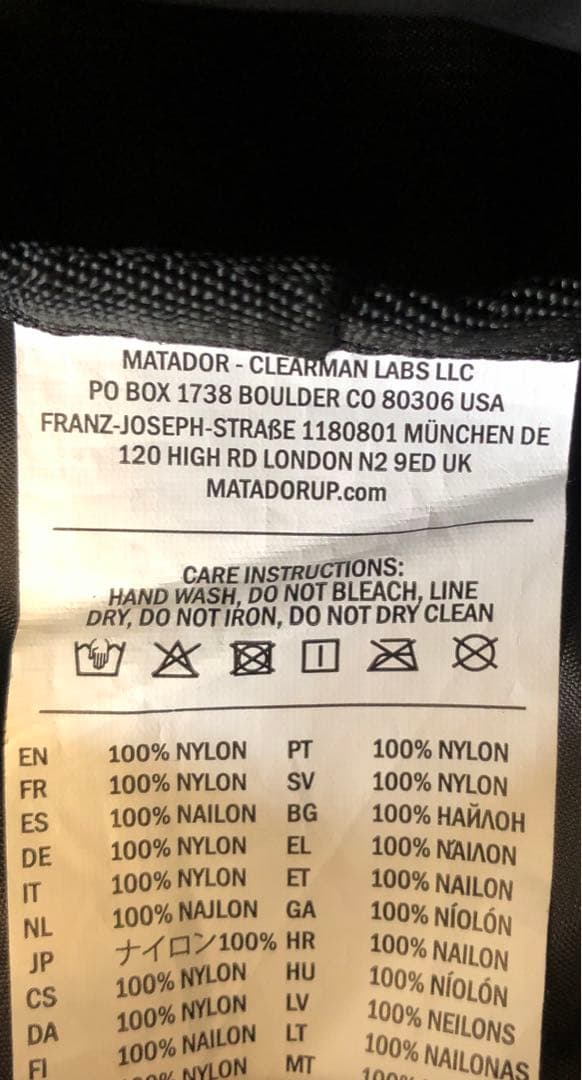 MATADOR - CLEARMAN LABS LLC
PO BOX 1738 BOULDER CO 80306 USA
FRANZ-JOSEPH-STRAßE 1180801 MÜNCHEN DE
120 HIGH RD LONDON N2 9ED UK
MATADORUP.com
CARE INSTRUCTIONS:
HAND WASH, DO NOT BLEACH, LINE
DRY, DO NOT IRON, DO NOT DRY CLEAN
EN 100% NYLON PT 100% NYLON
FR 100% NYLON SV 100% NYLON
ES 100% NAILON BG 100% НАЙЛОН
DE 100% NYLON EL 100% ΝΆΙΛΟΝ
IT 100% NYLON ET 100% NAILON
NL 100% NAJLON GA 100% NÍOLÓN
JP ナイロン100% HR 100% NAILON
CS 100% NYLON HU 100% NÍOLÓN
DA 100% NYLON LV 100% NEILONS
FI 100% NAILON LT 100% NAILONAS
NYLON MT